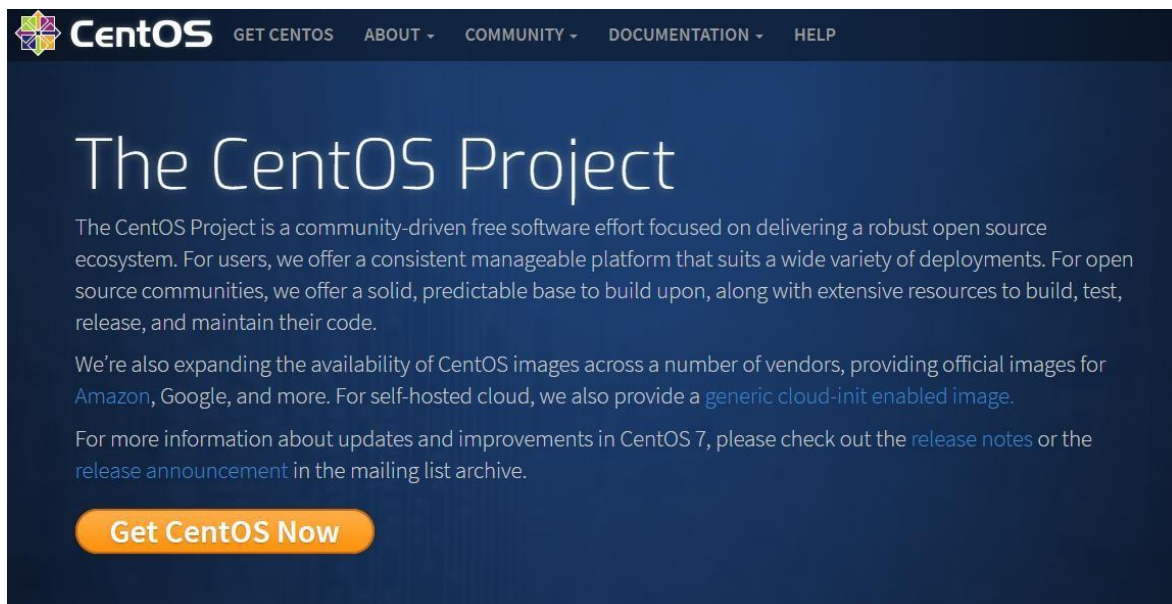 CentOS GET CENTOS ABOUT COMMUNITY DOCUMENTATION HELP
The CentOS Project
The CentOS Project is a community-driven free software effort focused on delivering a robust open source
ecosystem. For users, we offer a consistent manageable platform that suits a wide variety of deployments. For open
source communities, we offer a solid, predictable base to build upon, along with extensive resources to build, test,
release, and maintain their code.
We're also expanding the availability of CentOS images across a number of vendors, providing official images for
Amazon, Google, and more. For self-hosted cloud, we also provide a generic cloud-init enabled image.
For more information about updates and improvements in CentOS 7, please check out the release notes or the
release announcement in the mailing list archive.
Get CentOS Now